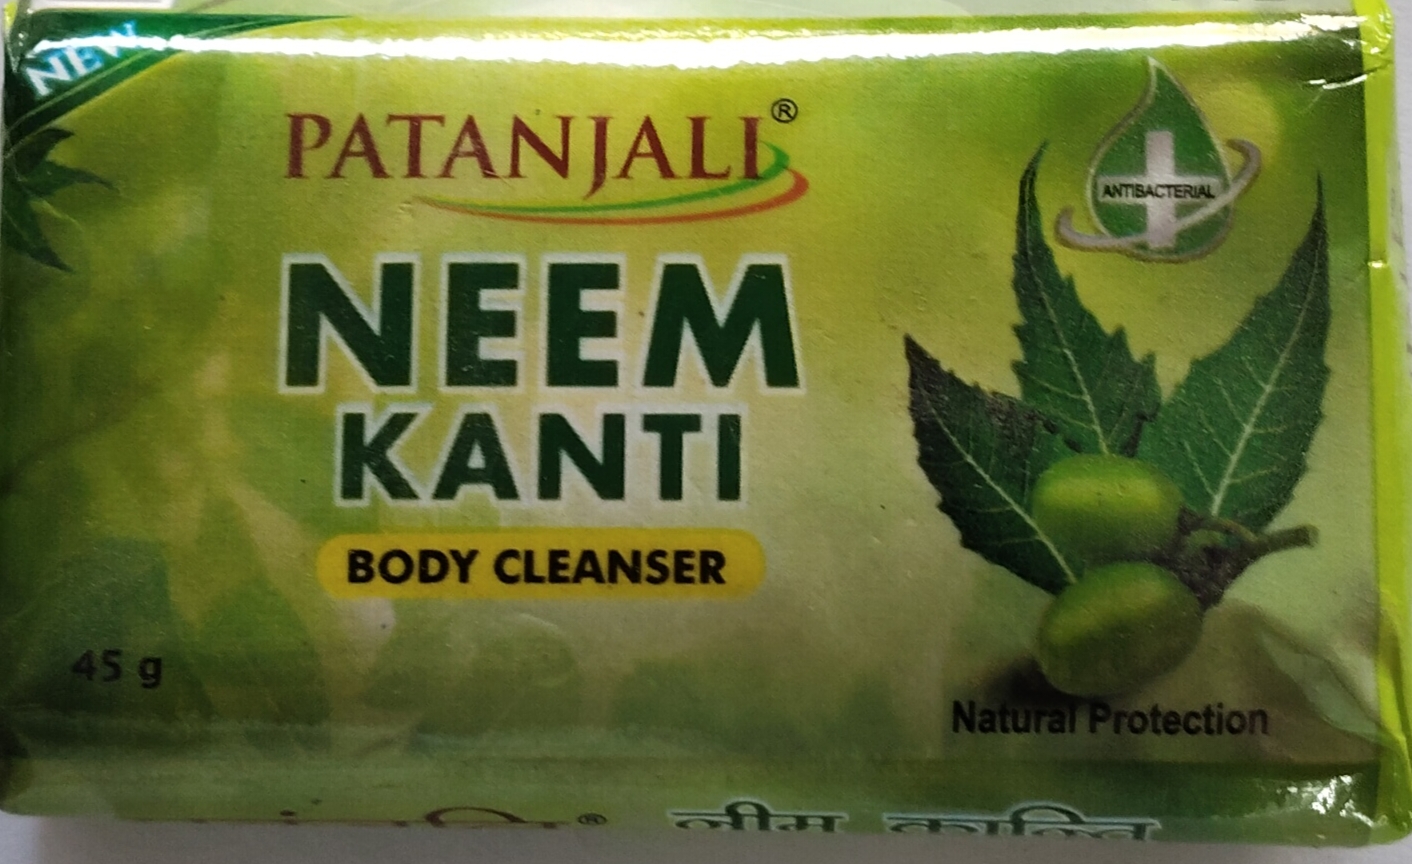 NEW
PATANJALI®
ANTIBACTERIAL
NEEM
KANTI
BODY CLEANSER
45 g
Natural Protection
® नीम कान्ति